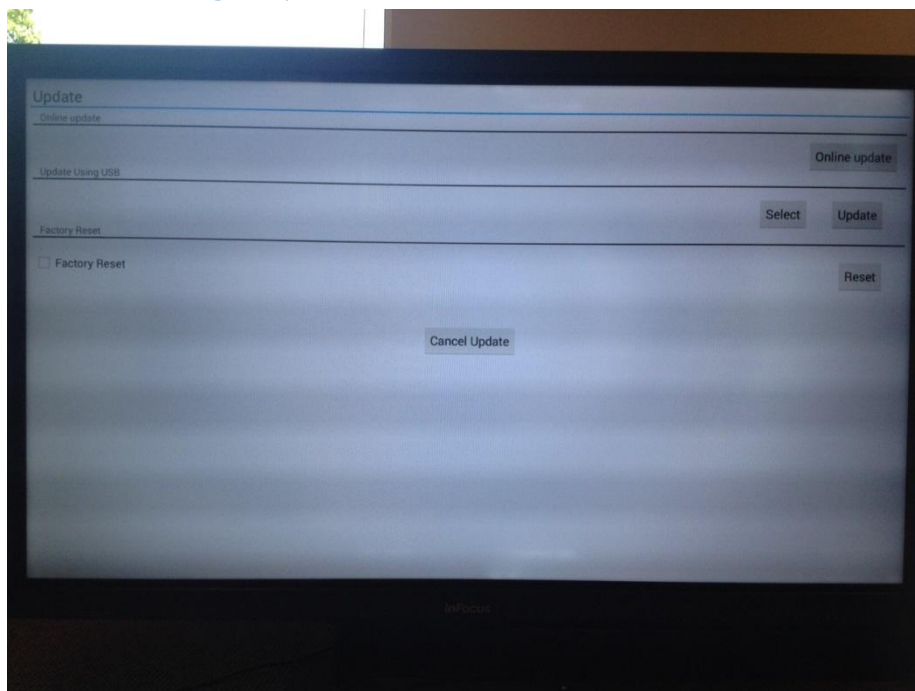 Update
Online update
Online update
Update Using USB
Select Update
Factory Reset
Factory Reset
Reset
Cancel Update
InFocus